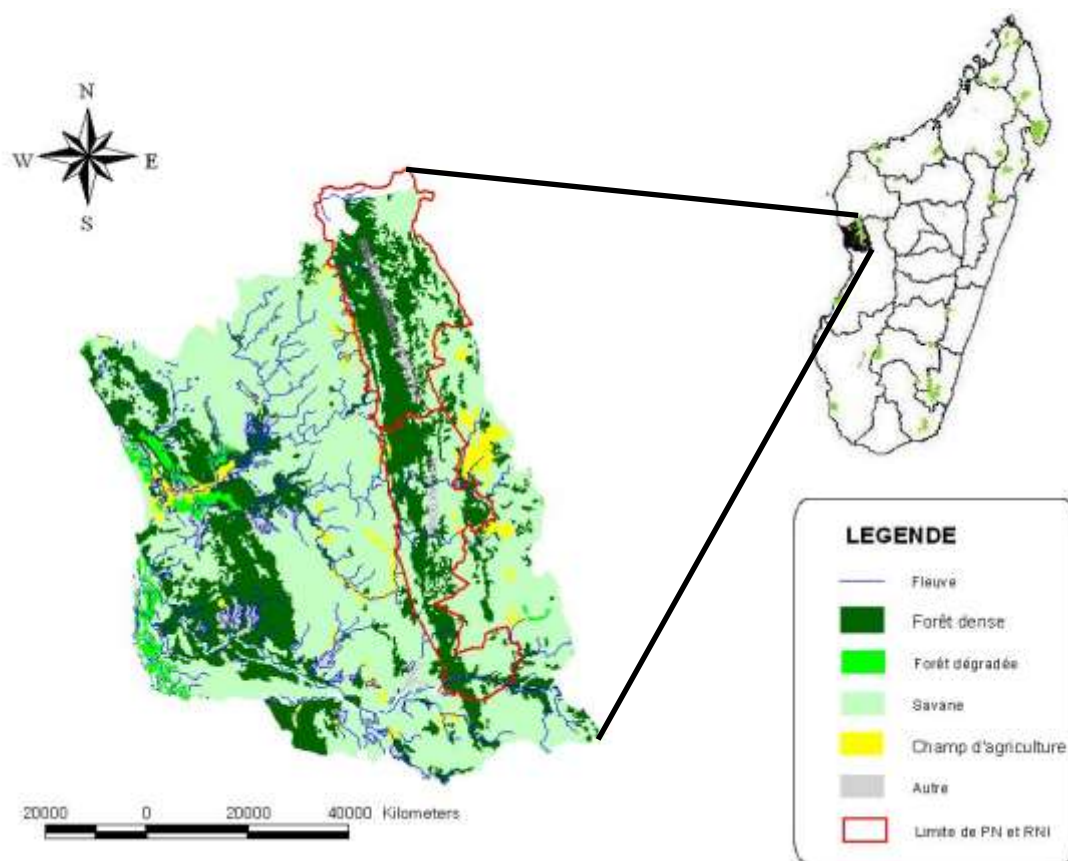 N
W E
S
LEGENDE
Fleuve
Forêt dense
Forêt dégradée
Savane
Champ d'agriculture
Autre
Limite de PN et RNI
20000 0 20000 40000 Kilometers